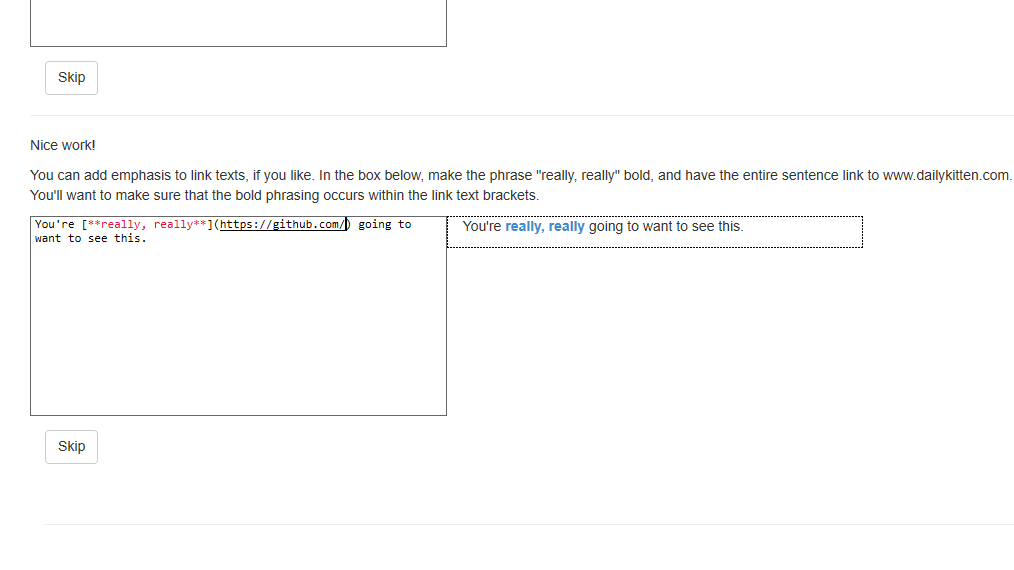 Skip
Nice work!
You can add emphasis to link texts, if you like. In the box below, make the phrase "really, really" bold, and have the entire sentence link to www.dailykitten.com.
You'll want to make sure that the bold phrasing occurs within the link text brackets.
You're [**really, really**](https://github.com/) going to
want to see this.
You're really, really going to want to see this.
Skip